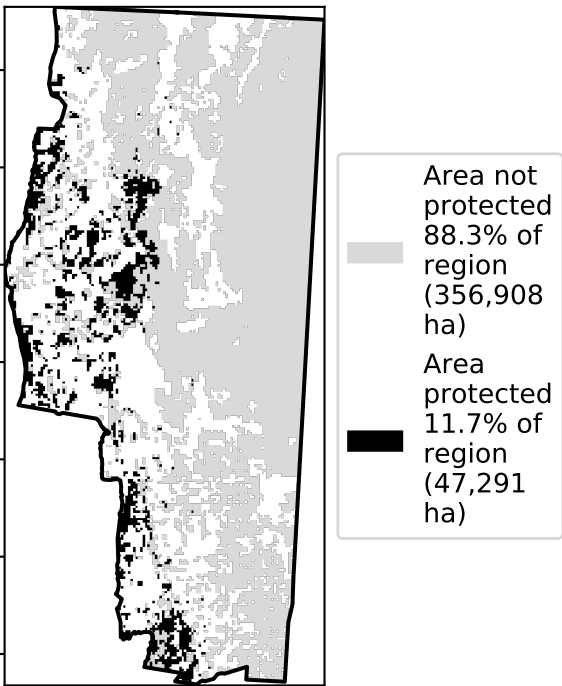 Area not
protected
88.3% of
region
(356,908
ha)
Area
protected
11.7% of
region
(47,291
ha)